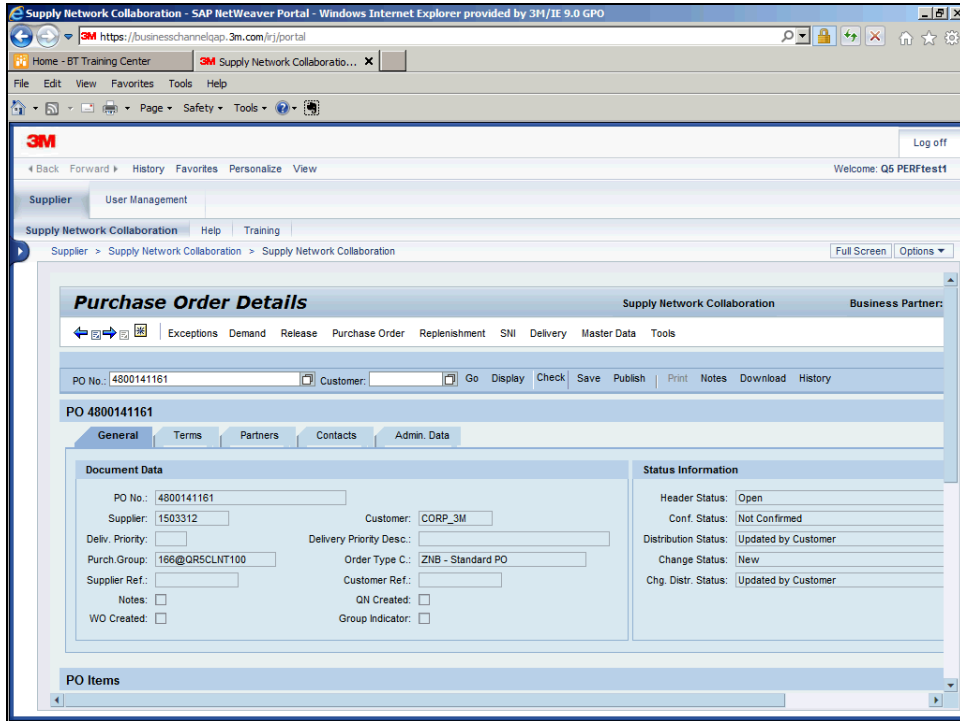 Supply Network Collaboration - SAP NetWeaver Portal - Windows Internet Explorer provided by 3M/IE 9.0 GPO
3M https://businesschannelqap.3m.com/irj/portal
Home - BT Training Center 3M Supply Network Collaboratio... X
File Edit View Favorites Tools Help
Page Safety Tools
3M
Log off
Back Forward History Favorites Personalize View Welcome: Q5 PERFtest1
Supplier User Management
Supply Network Collaboration Help Training
Supplier > Supply Network Collaboration > Supply Network Collaboration Full Screen Options
Purchase Order Details Supply Network Collaboration Business Partner:
Exceptions Demand Release Purchase Order Replenishment SNI Delivery Master Data Tools
PO No.: 4800141161 Customer: Go Display Check Save Publish Print Notes Download History
PO 4800141161
General Terms Partners Contacts Admin. Data
Document Data Status Information
PO No.: 4800141161 Header Status: Open
Supplier: 1503312 Customer: CORP_3M Conf. Status: Not Confirmed
Deliv. Priority: Delivery Priority Desc.: Distribution Status: Updated by Customer
Purch.Group: 166@QR5CLNT100 Order Type C.: ZNB - Standard PO Change Status: New
Supplier Ref.: Customer Ref.: Chg. Distr. Status: Updated by Customer
Notes: QN Created:
WO Created: Group Indicator:
PO Items